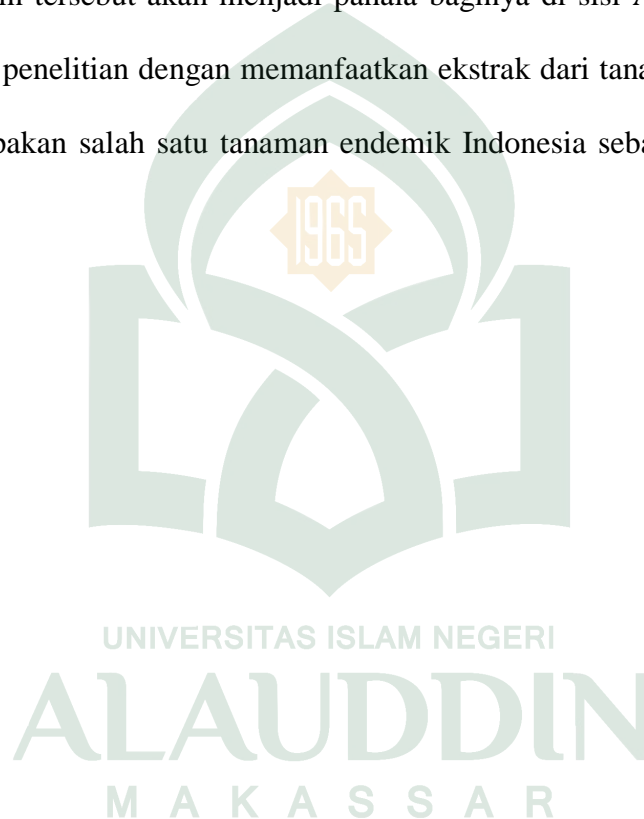 tersebut akan menjadi pahala baginya di sisi
penelitian dengan memanfaatkan ekstrak dari
salah satu tanaman endemik Indonesia
1965
UNIVERSITAS ISLAM NEGERI
ALAUDDIN
MAKASSAR